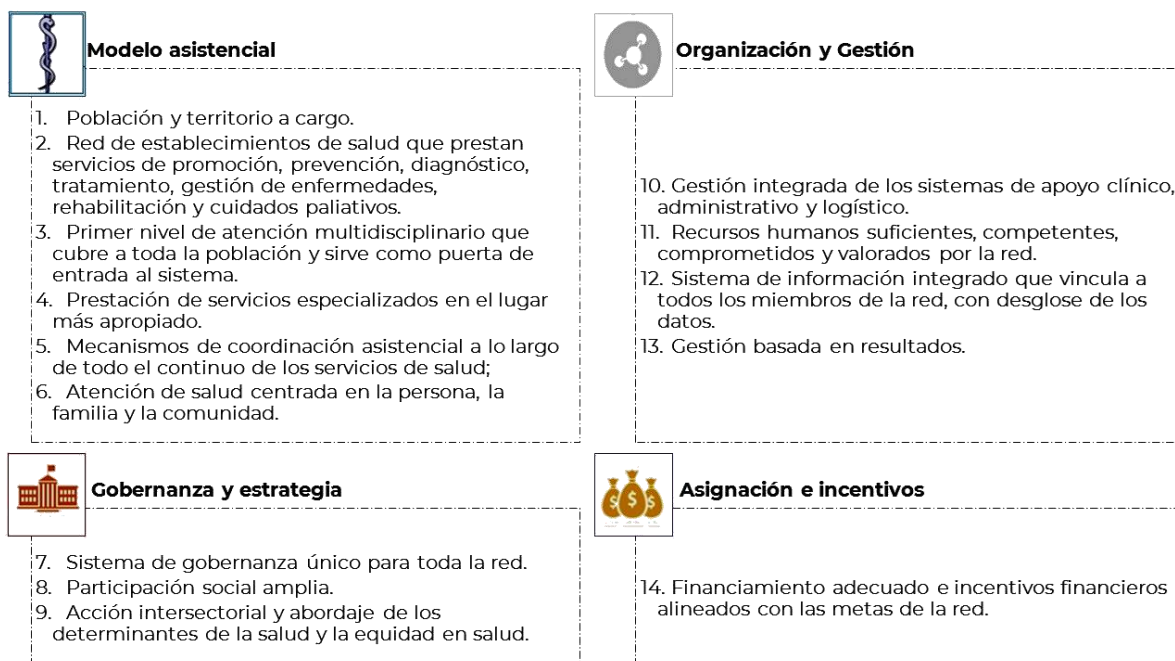 Modelo asistencial
1. Población y territorio a cargo.
2. Red de establecimientos de salud que prestan
servicios de promoción, prevención, diagnóstico,
tratamiento, gestión de enfermedades,
rehabilitación y cuidados paliativos.
3. Primer nivel de atención multidisciplinario que
cubre a toda la población y sirve como puerta de
entrada al sistema.
4. Prestación de servicios especializados en el lugar
más apropiado.
5. Mecanismos de coordinación asistencial a lo largo
de todo el continuo de los servicios de salud;
6. Atención de salud centrada en la persona, la
familia y la comunidad.
Organización y Gestión
10. Gestión integrada de los sistemas de apoyo clínico,
administrativo y logístico.
11. Recursos humanos suficientes, competentes,
comprometidos y valorados por la red.
12. Sistema de información integrado que vincula a
todos los miembros de la red, con desglose de los
datos.
13. Gestión basada en resultados.
Gobernanza y estrategia
7. Sistema de gobernanza único para toda la red.
8. Participación social amplia.
9. Acción intersectorial y abordaje de los
determinantes de la salud y la equidad en salud.
Asignación e incentivos
14. Financiamiento adecuado e incentivos financieros
alineados con las metas de la red.